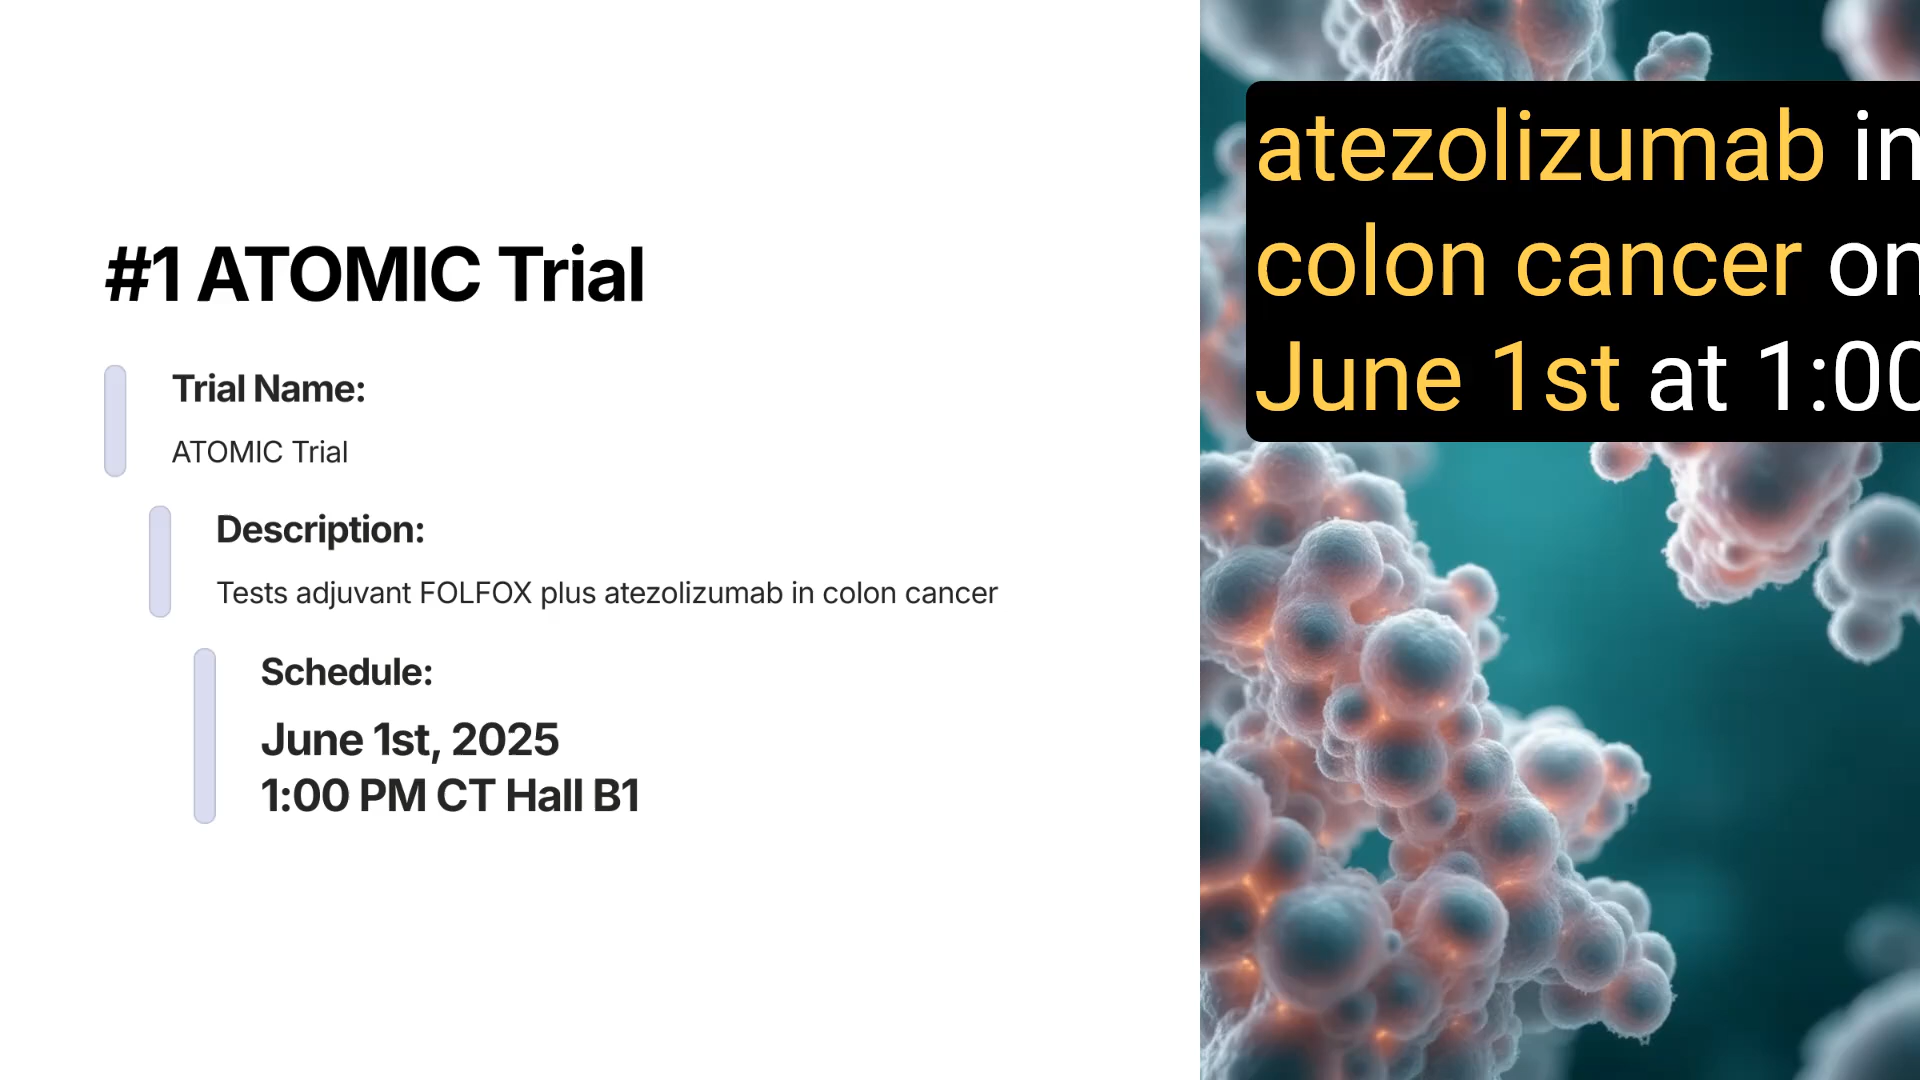 #1 ATOMIC Trial
Trial Name:
ATOMIC Trial
Description:
Tests adjuvant FOLFOX plus atezolizumab in colon cancer
Schedule:
June 1st, 2025
1:00 PM CT Hall B1
atezolizumab in
colon cancer on
June 1st at 1:00